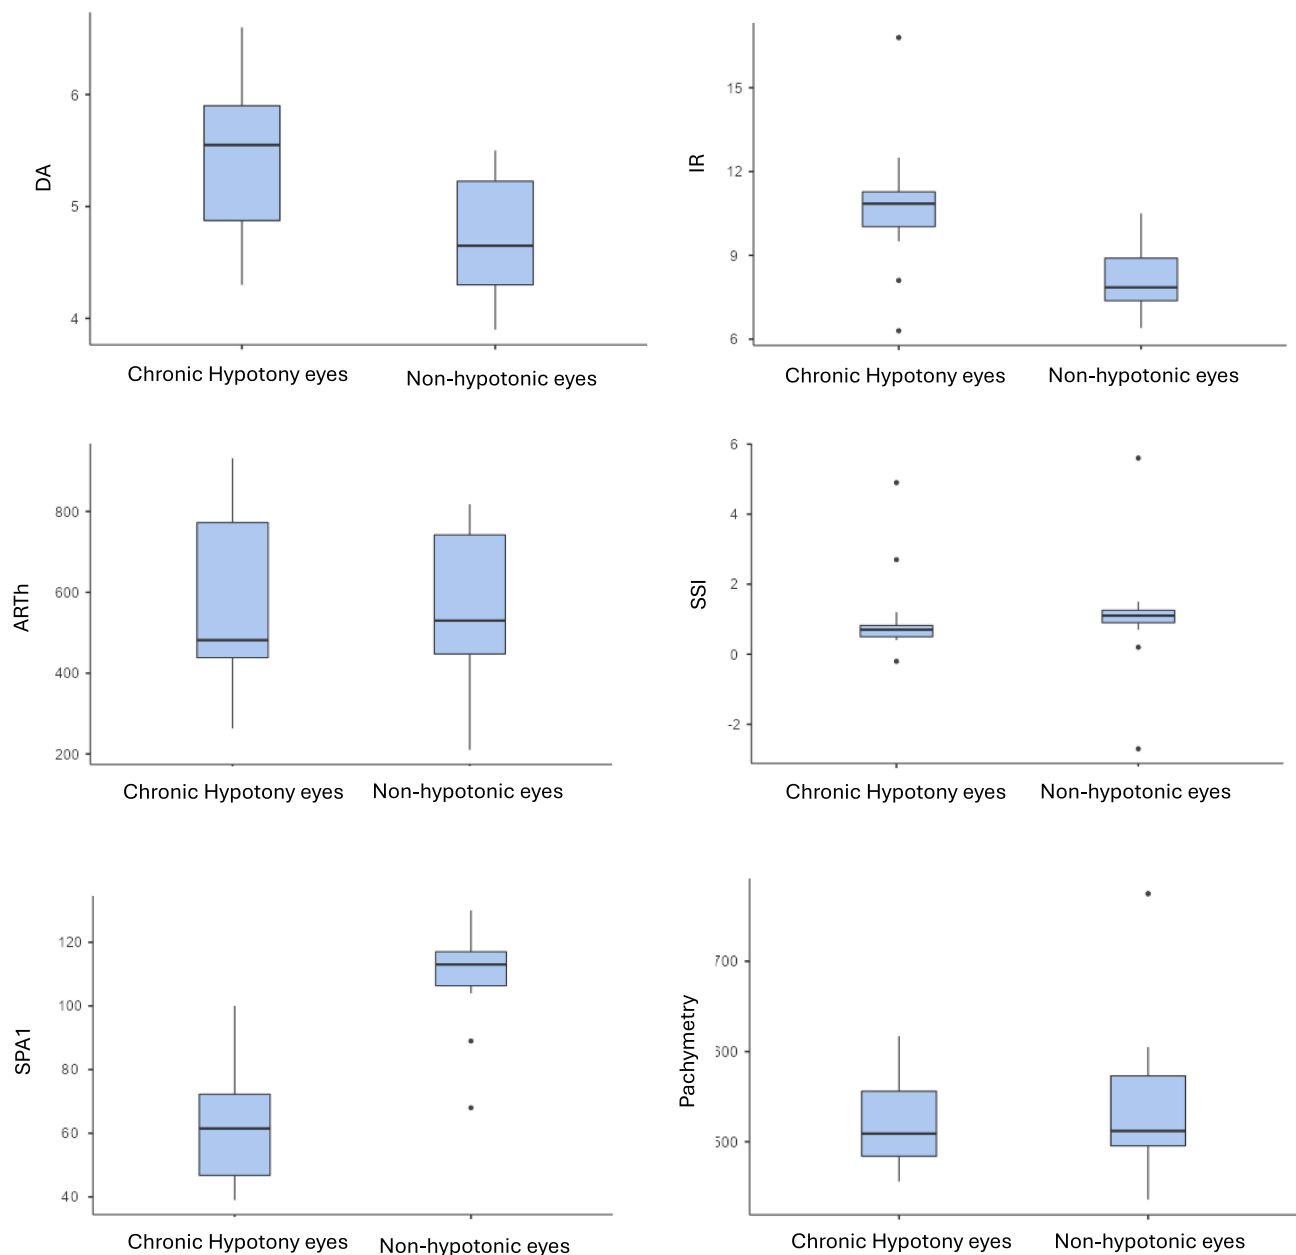 DA
6
5
4
Chronic Hypotony eyes
Non-hypotonic eyes
IR
15
12
9
6
Chronic Hypotony eyes
Non-hypotonic eyes
ARTh
800
600
400
200
Chronic Hypotony eyes
Non-hypotonic eyes
SSI
6
4
2
0
-2
Chronic Hypotony eyes
Non-hypotonic eyes
SPA1
120
100
80
60
40
Chronic Hypotony eyes
Non-hypotonic eyes
Pachymetry
700
600
500
Chronic Hypotony eyes
Non-hypotonic eyes